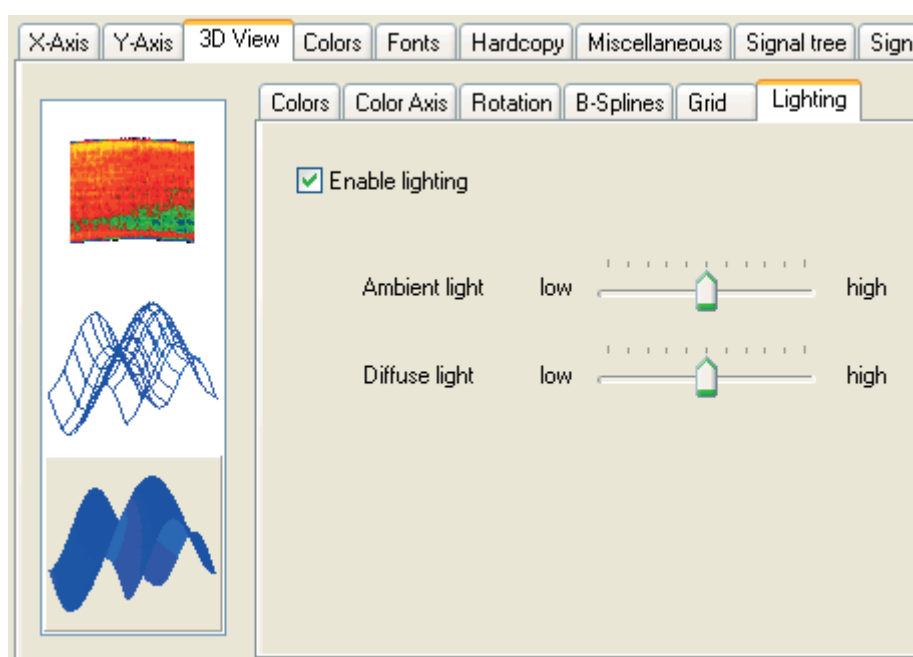 X-Axis Y-Axis 3D View Colors Fonts Hardcopy Miscellaneous Signal tree Sign
Colors Color Axis Rotation B-Splines Grid Lighting
Enable lighting
Ambient light low high
Diffuse light low high